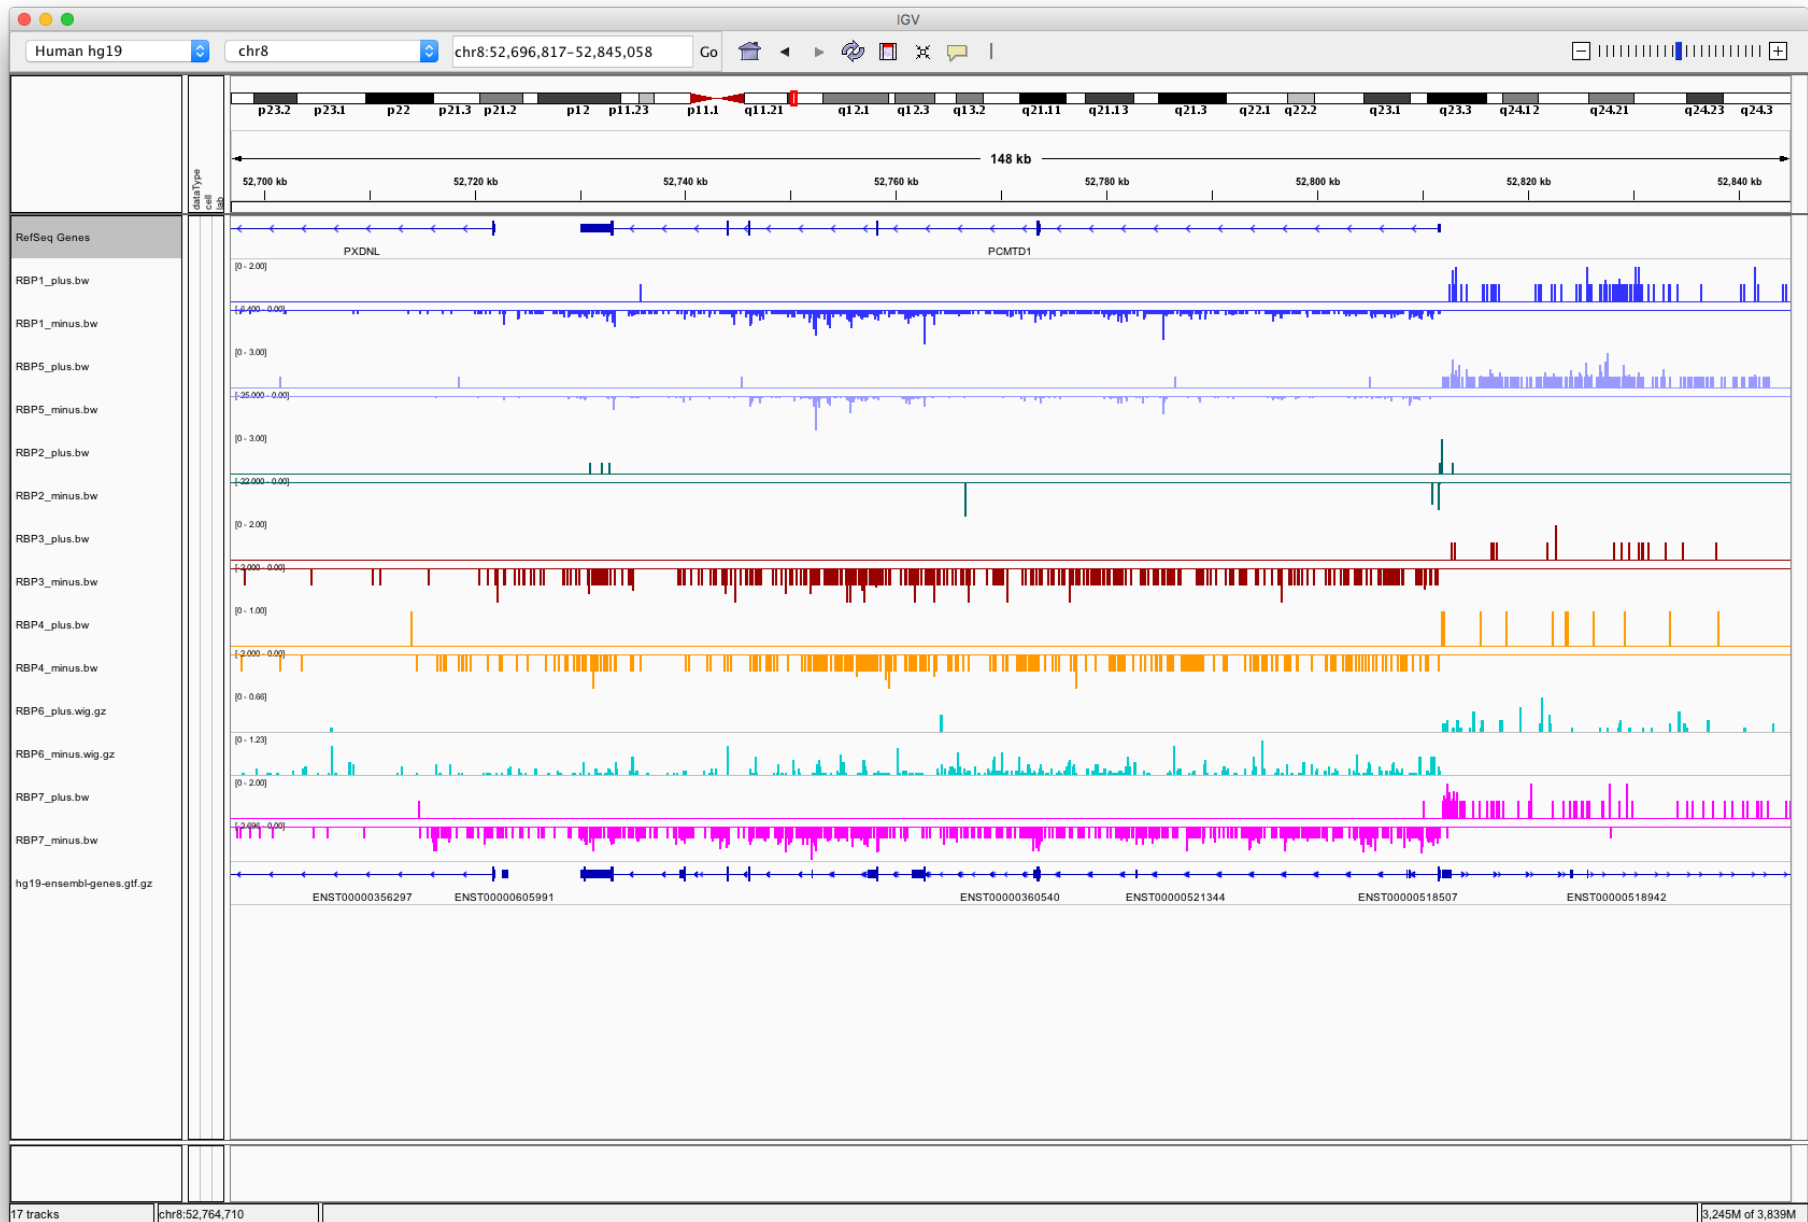 IGV
Human hg19 chr8 chr8:52,696,817-52,845,058 Go
p23.2 p23.1 p22 p21.3 p21.2 p12 p11.23 p11.1 q11.21 q12.1 q12.3 q13.2 q21.11 q21.13 q21.3 q22.1 q22.2 q23.1 q23.3 q24.12 q24.21 q24.23 q24.3
148 kb
dataType
cell
lab
52,700 kb 52,720 kb 52,740 kb 52,760 kb 52,780 kb 52,800 kb 52,820 kb 52,840 kb
RefSeq Genes
PXDNL PCMTD1
[0 - 2.00]
RBP1_plus.bw
RBP1_minus.bw
[0 - 3.00]
RBP5_plus.bw
[-25.000 - 0.00]
RBP5_minus.bw
[0 - 3.00]
RBP2_plus.bw
[-22.000 - 0.00]
RBP2_minus.bw
[0 - 2.00]
RBP3_plus.bw
[-3.000 - 0.00]
RBP3_minus.bw
[0 - 1.00]
RBP4_plus.bw
[-2.000 - 0.00]
RBP4_minus.bw
[0 - 0.66]
RBP6_plus.wig.gz
[0 - 1.23]
RBP6_minus.wig.gz
[0 - 2.00]
RBP7_plus.bw
RBP7_minus.bw
hg19-ensembl-genes.gtf.gz
ENST00000356297 ENST00000605991 ENST00000360540 ENST00000521344 ENST00000518507 ENST00000518942
17 tracks chr8:52,764,710 3,245M of 3,839M